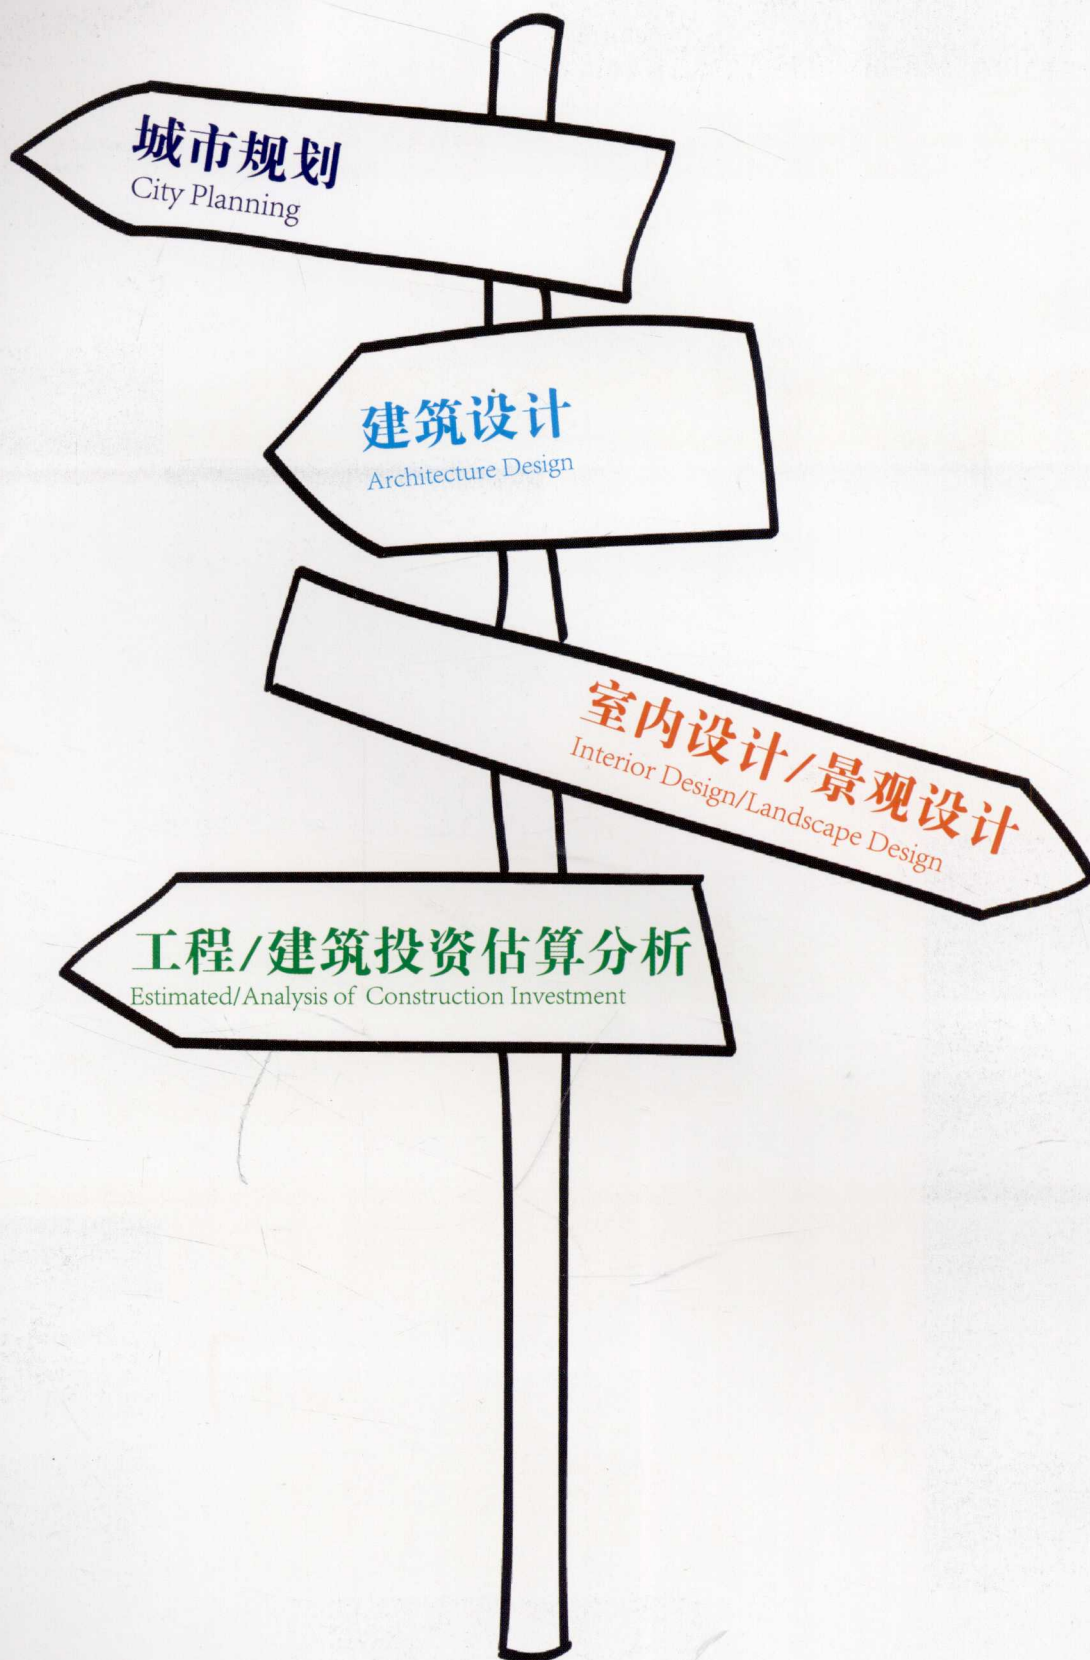 城市规划
City Planning
建筑设计
Architecture Design
室内设计/景观设计
Interior Design/Landscape Design
工程/建筑投资估算分析
Estimated/Analysis of Construction Investment